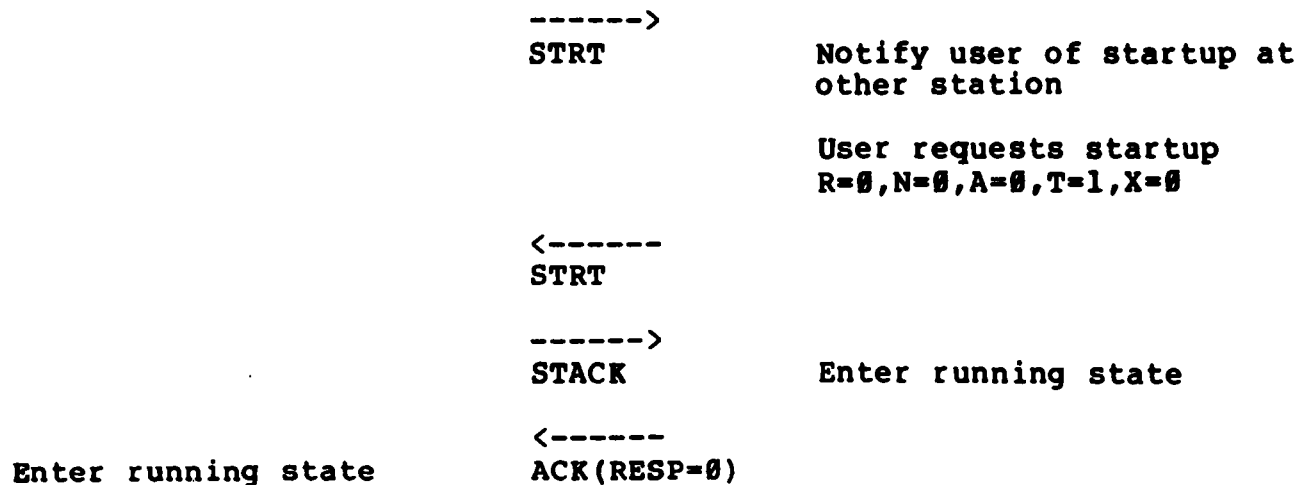 ------>
STRT Notify user of startup at
other station
User requests startup
R=0,N=0,A=0,T=1,X=0
<------
STRT
------>
STACK Enter running state
<------
Enter running state ACK(RESP=0)